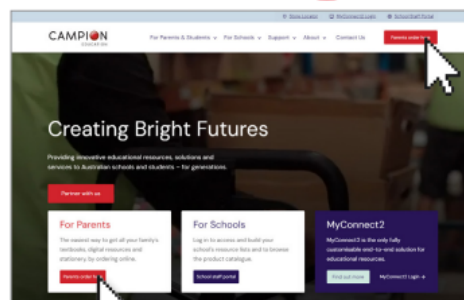 Store Locator MyConnect2 Login School Staff Portal
CAMPION
EDUCATION
For Parents & Students For Schools Support About Contact Us
Parents order
Creating Bright Futures
Providing innovative educational resources, solutions and
services to Australian schools and students – for generations.
Partner with us
For Parents
The easiest way to get all your family's
textbooks, digital resources and
stationery by ordering online.
Parents order
For Schools
Log in to access and build your
school's resource lists and to browse
the product catalogue.
School staff portal
MyConnect2
MyConnect2 is the only fully
customisable end-to-end solution for
educational resources.
Find out more MyConnect2 Login →